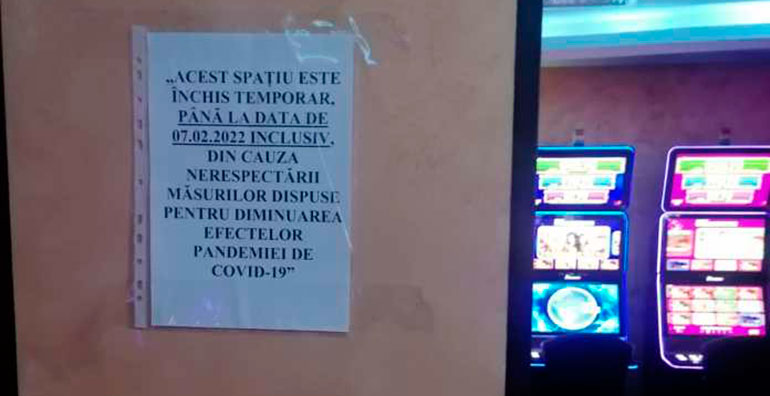 „ACEST SPAȚIU ESTE
ÎNCHIS TEMPORAR,
PÂNĂ LA DATA DE
07.02.2022 INCLUSIV,
DIN CAUZA
NERESPECTĂRII
MĂSURILOR DISPUSE
PENTRU DIMINUAREA
EFECTELOR
PANDEMIEI DE
COVID-19”